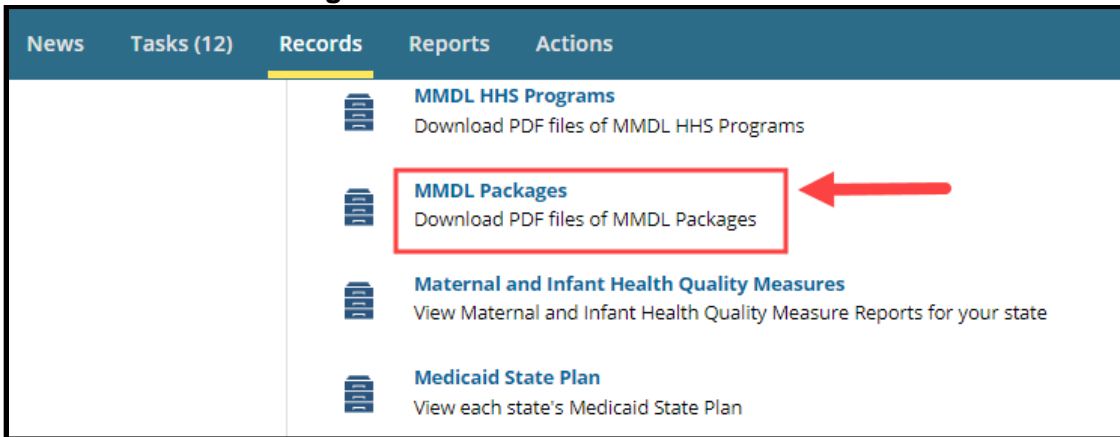 News Tasks (12) Records Reports Actions
MMDL HHS Programs
Download PDF files of MMDL HHS Programs
MMDL Packages
Download PDF files of MMDL Packages
Maternal and Infant Health Quality Measures
View Maternal and Infant Health Quality Measure Reports for your state
Medicaid State Plan
View each state's Medicaid State Plan